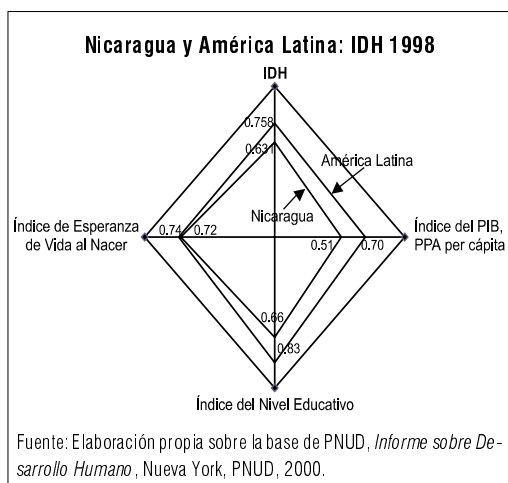 Nicaragua y América Latina: IDH 1998
IDH
0.758
0.631
América Latina
Nicaragua
Índice de Esperanza
de Vida al Nacer
0.74
0.72
0.51
0.70
Índice del PIB,
PPA per cápita
0.66
0.83
Índice del Nivel Educativo
Fuente: Elaboración propia sobre la base de PNUD, Informe sobre De-
sarrollo Humano, Nueva York, PNUD, 2000.